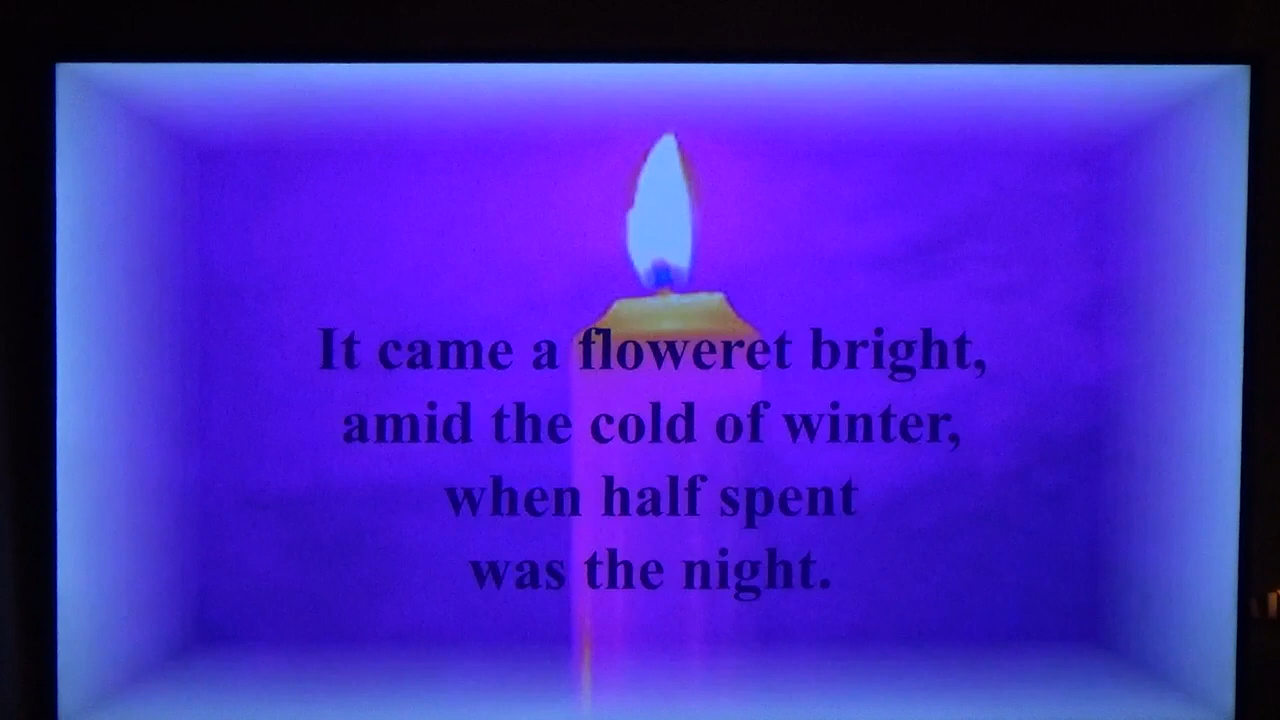 It came a floweret bright,
amid the cold of winter,
when half spent
was the night.